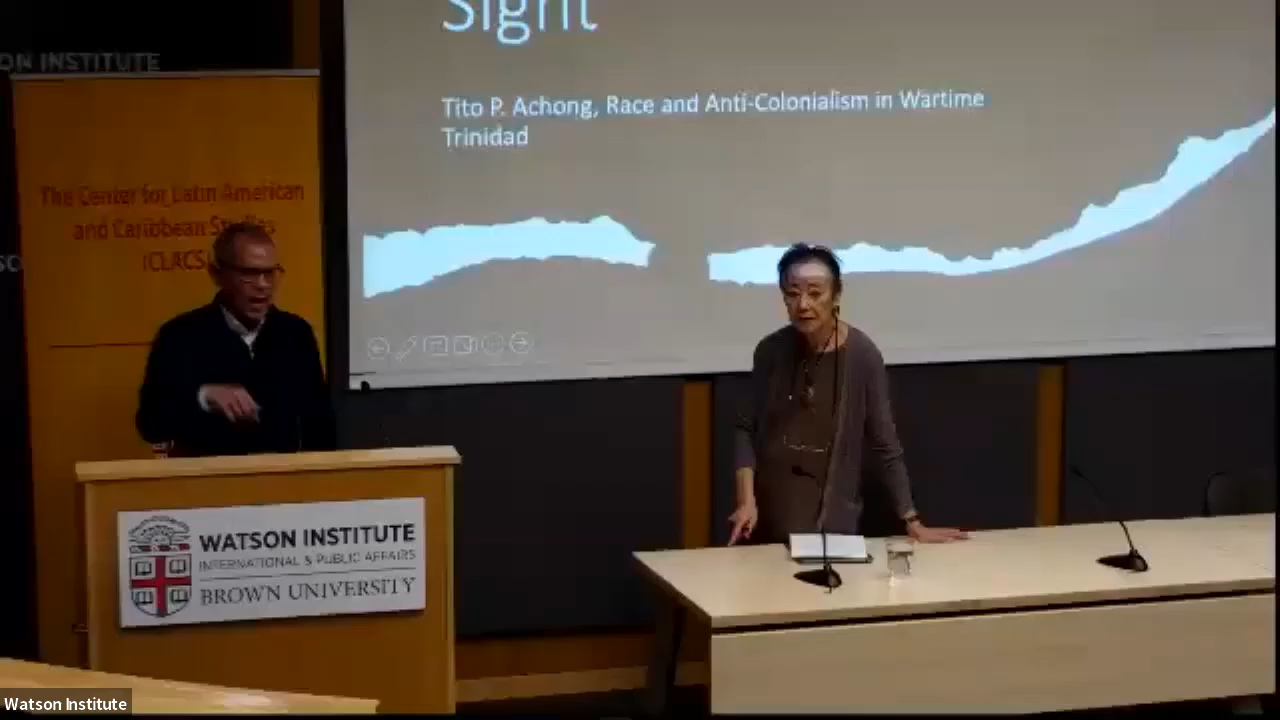 Sight
Tito P. Achong, Race and Anti-Colonialism in Wartime
Trinidad
ON INSTITUTE
The Center for Latin American
and Caribbean Studies
(CLACS)
WATSON INSTITUTE
INTERNATIONAL & PUBLIC AFFAIRS
BROWN UNIVERSITY
Watson Institute